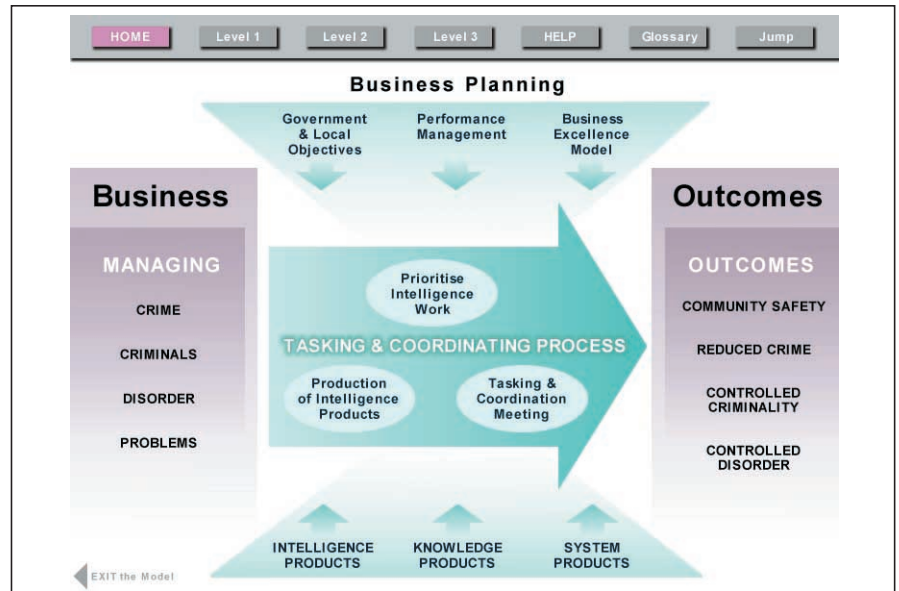 HOME
Level 1
Level 2
Level 3
HELP
Glossary
Jump
Business Planning
Government
& Local
Objectives
Performance
Management
Business
Excellence
Model
Business
MANAGING
CRIME
CRIMINALS
DISORDER
PROBLEMS
Prioritise
Intelligence
Work
TASKING & COORDINATING PROCESS
Production
of Intelligence
Products
Tasking &
Coordination
Meeting
Outcomes
OUTCOMES
COMMUNITY SAFETY
REDUCED CRIME
CONTROLLED
CRIMINALITY
CONTROLLED
DISORDER
INTELLIGENCE
PRODUCTS
KNOWLEDGE
PRODUCTS
SYSTEM
PRODUCTS
EXIT the Model